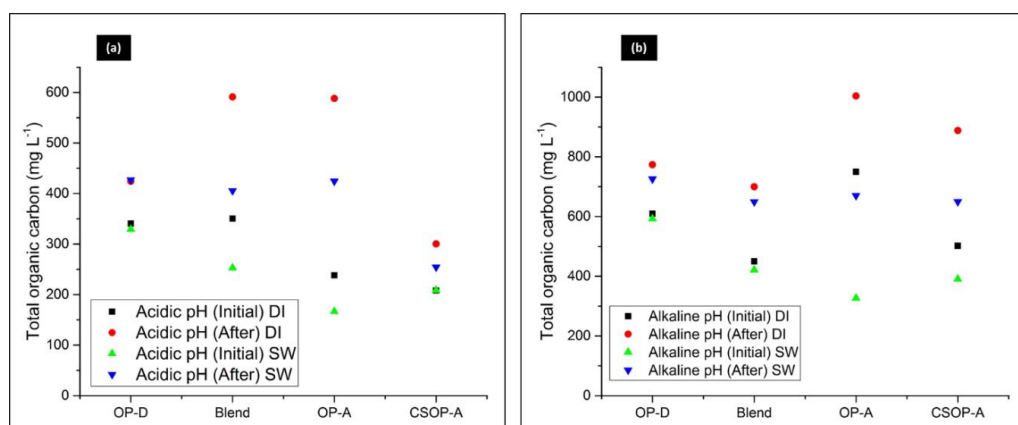 (a)
Total organic carbon (mg L⁻¹)
600
500
400
300
200
100
0
Acidic pH (Initial) DI
Acidic pH (After) DI
Acidic pH (Initial) SW
Acidic pH (After) SW
OP-D Blend OP-A CSOP-A
(b)
Total organic carbon (mg L⁻¹)
1000
800
600
400
200
0
Alkaline pH (Initial) DI
Alkaline pH (After) DI
Alkaline pH (Initial) SW
Alkaline pH (After) SW
OP-D Blend OP-A CSOP-A